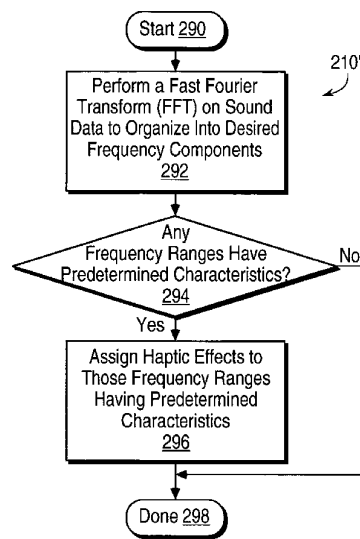 Start 290
210'
Perform a Fast Fourier
Transform (FFT) on Sound
Data to Organize Into Desired
Frequency Components
292
Any
Frequency Ranges Have
Predetermined Characteristics?
294
No
Yes
Assign Haptic Effects to
Those Frequency Ranges
Having Predetermined
Characteristics
296
Done 298